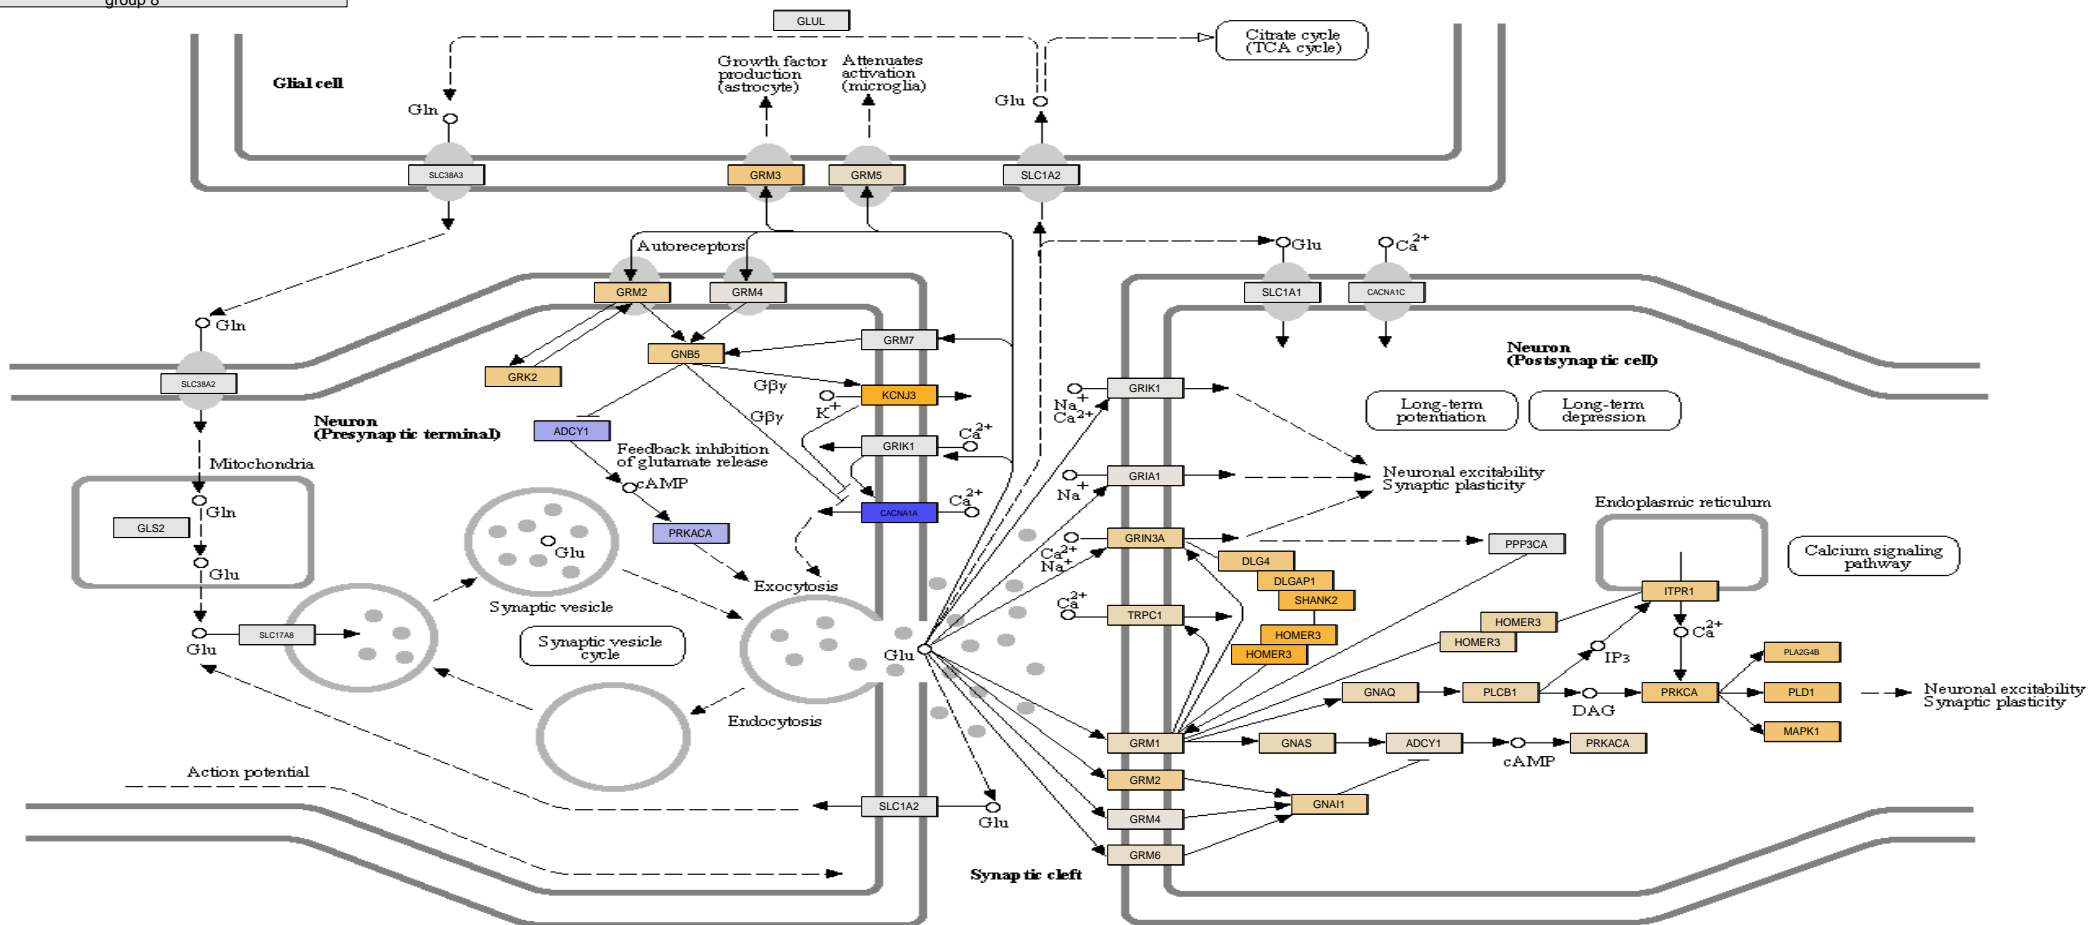 group 8
GLUL
Citrate cycle
(TCA cycle)
Growth factor
production
(astrocyte)
Attenuates
activation
(microglia)
Glial cell
Gln
Glu
SLC38A3
GRM3
GRM5
SLC1A2
Autoreceptors
Glu
Ca2+
GRM2
GRM4
SLC1A1
CACNA1C
Gln
GRM7
GNB5
Neuron
(Postsynaptic cell)
SLC38A2
GRK2
Gβγ
KCNJ3
K+
GRIK1
Na+
Ca2+
Long-term
potentiation
Long-term
depression
Neuron
(Presynaptic terminal)
Gβγ
ADCY1
GRIK1
Ca2+
Feedback inhibition
of glutamate release
Mitochondria
cAMP
GRIA1
Na+
Neuronal excitability
Synaptic plasticity
Gln
GLS2
Glu
CACNA1A
Ca2+
PRKACA
Glu
Endoplasmic reticulum
GRIN3A
Ca2+
Na+
PPP3CA
Calcium signaling
pathway
DLG4
DLGAP1
SHANK2
HOMER3
HOMER3
ITPR1
Exocytosis
Synaptic vesicle
Ca2+
TRPC1
HOMER3
HOMER3
Ca2+
SLC17A8
Glu
Synaptic vesicle
cycle
Glu
IP3
PLA2G4B
GNAQ
PLCB1
DAG
PRKCA
PLD1
Neuronal excitability
Synaptic plasticity
MAPK1
Endocytosis
GRM1
GNAS
ADCY1
cAMP
PRKACA
Action potential
GRM2
SLC1A2
Glu
GNAI1
GRM4
GRM6
Synaptic cleft